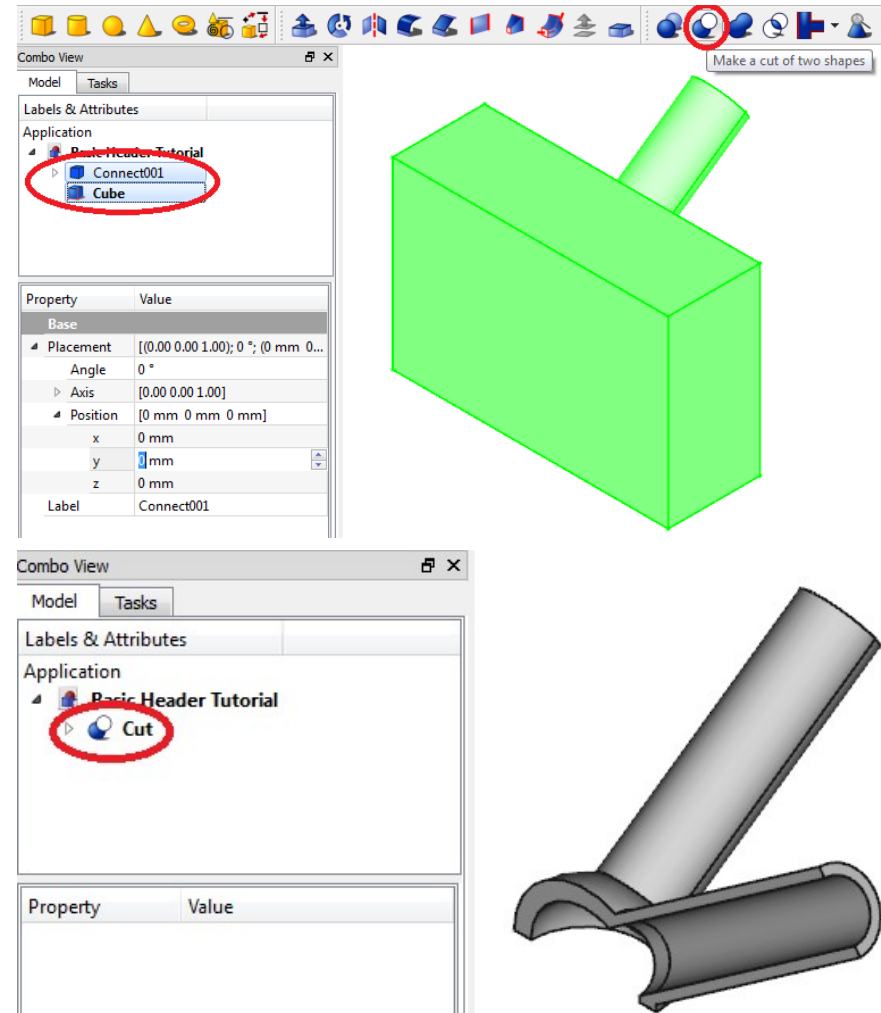 Make a cut of two shapes
Combo View
Model Tasks
Labels & Attributes
Application
Basic Header Tutorial
Connect001
Cube
Property Value
Base
Placement [(0.00 0.00 1.00); 0 °; (0 mm 0...
Angle 0 °
Axis [0.00 0.00 1.00]
Position [0 mm 0 mm 0 mm]
x 0 mm
y 0 mm
z 0 mm
Label Connect001
Combo View
Model Tasks
Labels & Attributes
Application
Basic Header Tutorial
Cut
Property Value